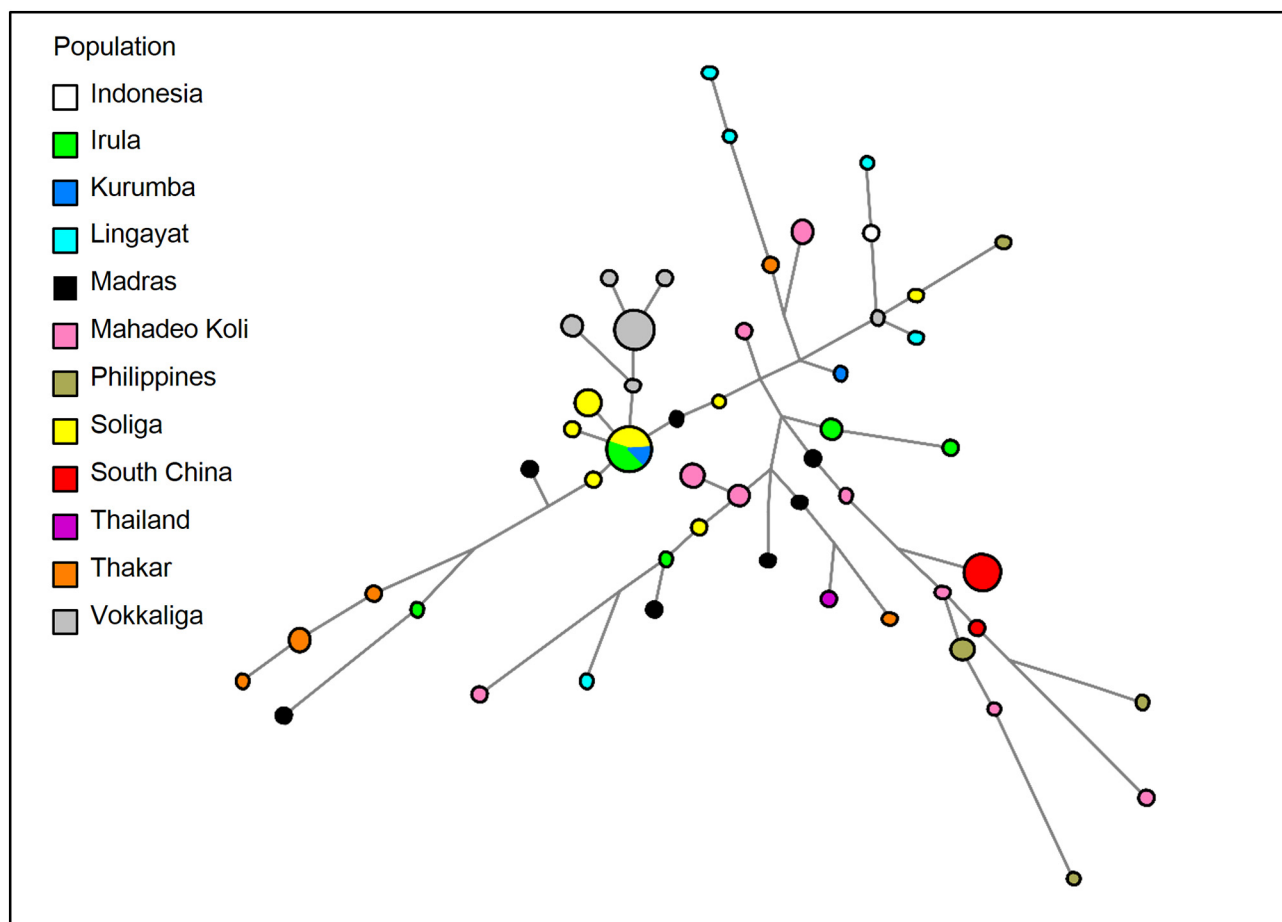 Population
Indonesia
Irula
Kurumba
Lingayat
Madras
Mahadeo Koli
Philippines
Soliga
South China
Thailand
Thakar
Vokkaliga